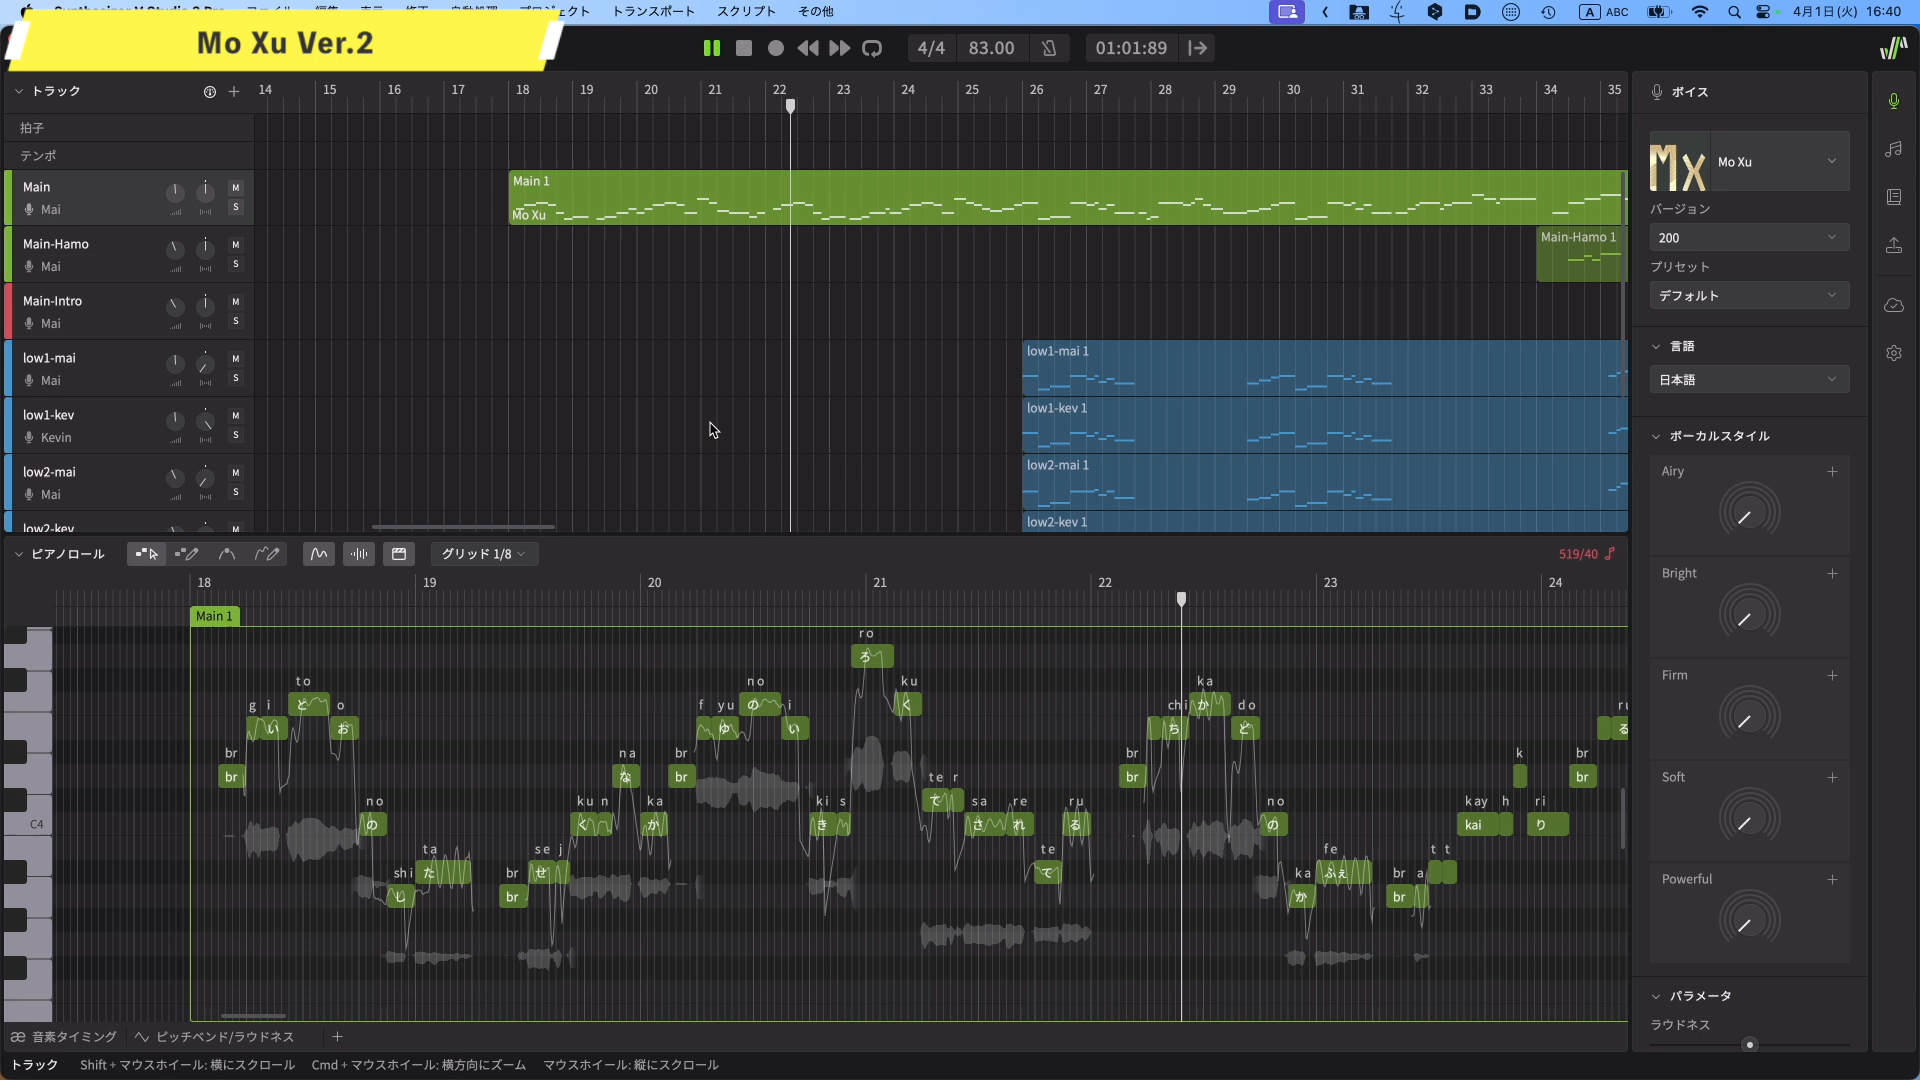 ファイル 編集 表示 修正 自動処理 プロジェクト トランスポート スクリプト その他
A ABC 4月1日(火) 16:40
Mo Xu Ver.2
4/4 83.00 01:01:89
トラック
14 15 16 17 18 19 20 21 22 23 24 25 26 27 28 29 30 31 32 33 34 35
拍子
テンポ
Main M
Mai S
Main 1
Mo Xu
Main-Hamo M
Mai S
Main-Hamo 1
Main-Intro M
Mai S
low1-mai M
Mai S
low1-mai 1
low1-kev M
Kevin S
low1-kev 1
low2-mai M
Mai S
low2-mai 1
low2-kev
low2-kev 1
ピアノロール グリッド 1/8 519/40
18 19 20 21 22 23 24
Main 1
ro
ろ
to no ku ka
g i と o f yu の i く chi か do ru
い お ゆ い ち ど る
br na br br k br
br な br te r br br
て
no ku n ka ki s sa re ru no kay h ri
C4 の く か き さ れ る の kai り
ta se j te fe t t
shi た br せ て ka ふぇ br a
し br か br
音素タイミング ピッチベンド/ラウドネス
トラック Shift + マウスホイール: 横にスクロール Cmd + マウスホイール: 横方向にズーム マウスホイール: 縦にスクロール
ボイス
Mx Mo Xu
バージョン
200
プリセット
デフォルト
言語
日本語
ボーカルスタイル
Airy
Bright
Firm
Soft
Powerful
パラメータ
ラウドネス